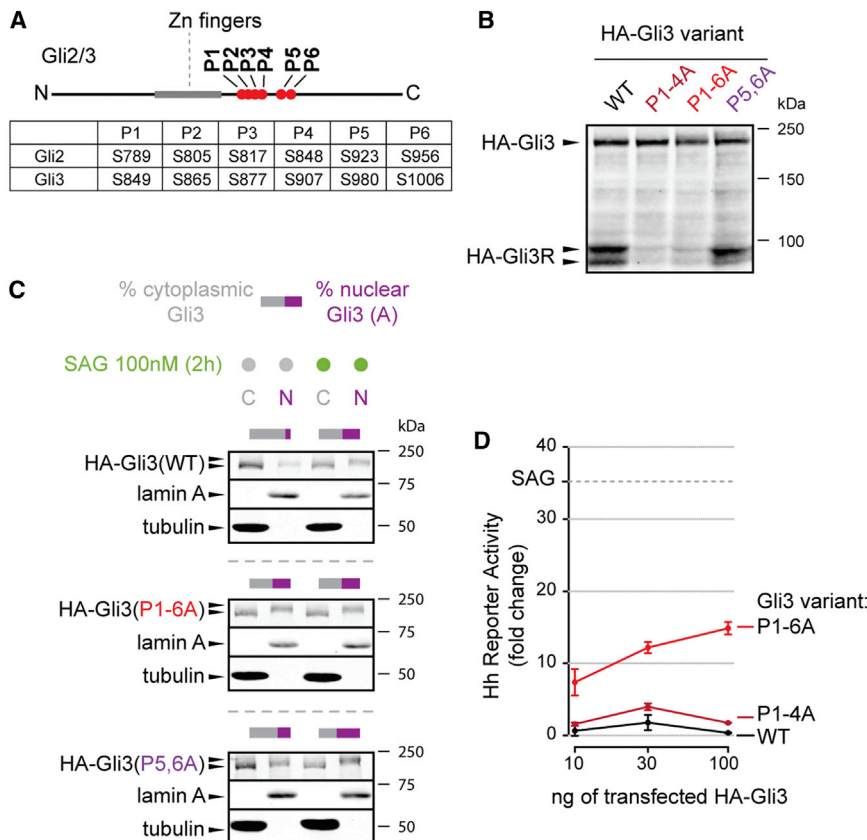 A
Zn fingers
Gli2/3
P1 P2 P3 P4 P5 P6
N C
P1 P2 P3 P4 P5 P6
Gli2 S789 S805 S817 S848 S923 S956
Gli3 S849 S865 S877 S907 S980 S1006
B
HA-Gli3 variant
WT P1-4A P1-6A P5,6A
kDa
HA-Gli3 250
150
100
HA-Gli3R
C
% cytoplasmic Gli3
% nuclear Gli3 (A)
SAG 100nM (2h)
C N C N
kDa
250
HA-Gli3(WT)
75
lamin A
tubulin 50
250
HA-Gli3(P1-6A)
75
lamin A
tubulin 50
250
HA-Gli3(P5,6A)
75
lamin A
tubulin 50
D
Hh Reporter Activity
(fold change)
40
SAG
30
20
10
0
10 30 100
ng of transfected HA-Gli3
Gli3 variant:
P1-6A
P1-4A
WT